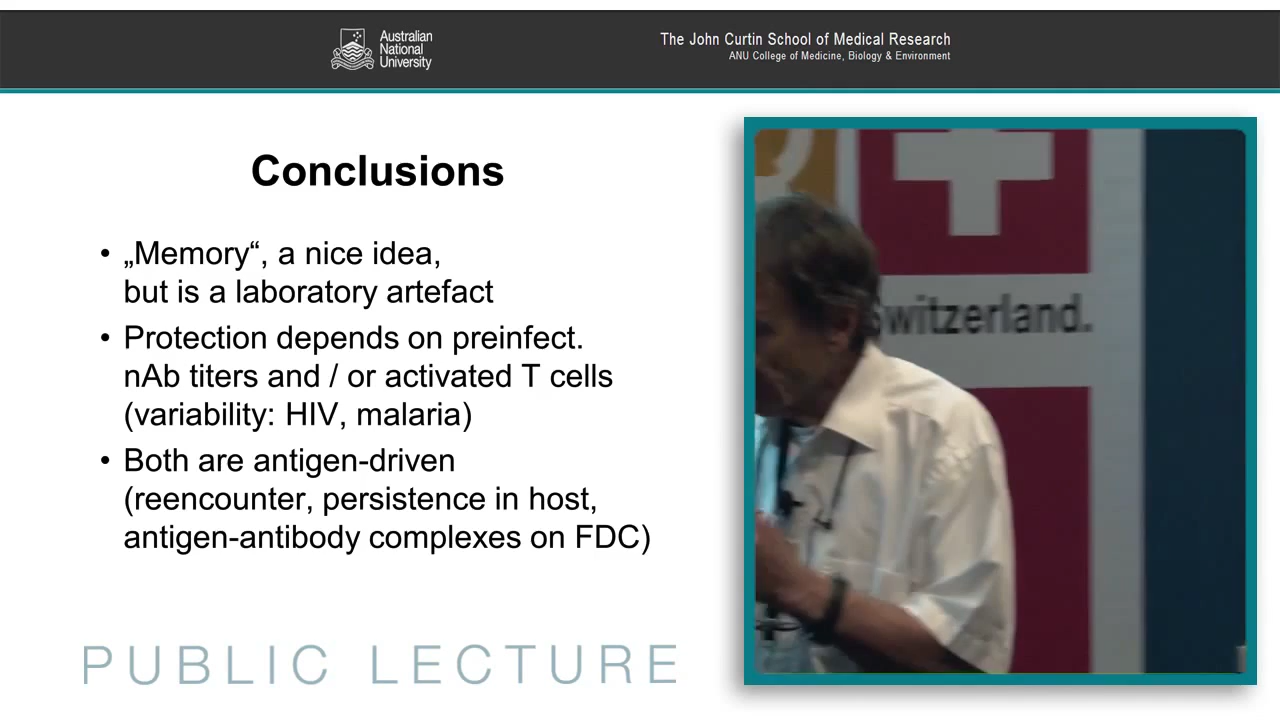 Australian
National
University
The John Curtin School of Medical Research
ANU College of Medicine, Biology & Environment
Conclusions
• „Memory“, a nice idea,
but is a laboratory artefact
• Protection depends on preinfect.
nAb titers and / or activated T cells
(variability: HIV, malaria)
• Both are antigen-driven
(reencounter, persistence in host,
antigen-antibody complexes on FDC)
switzerland.
PUBLIC LECTURE